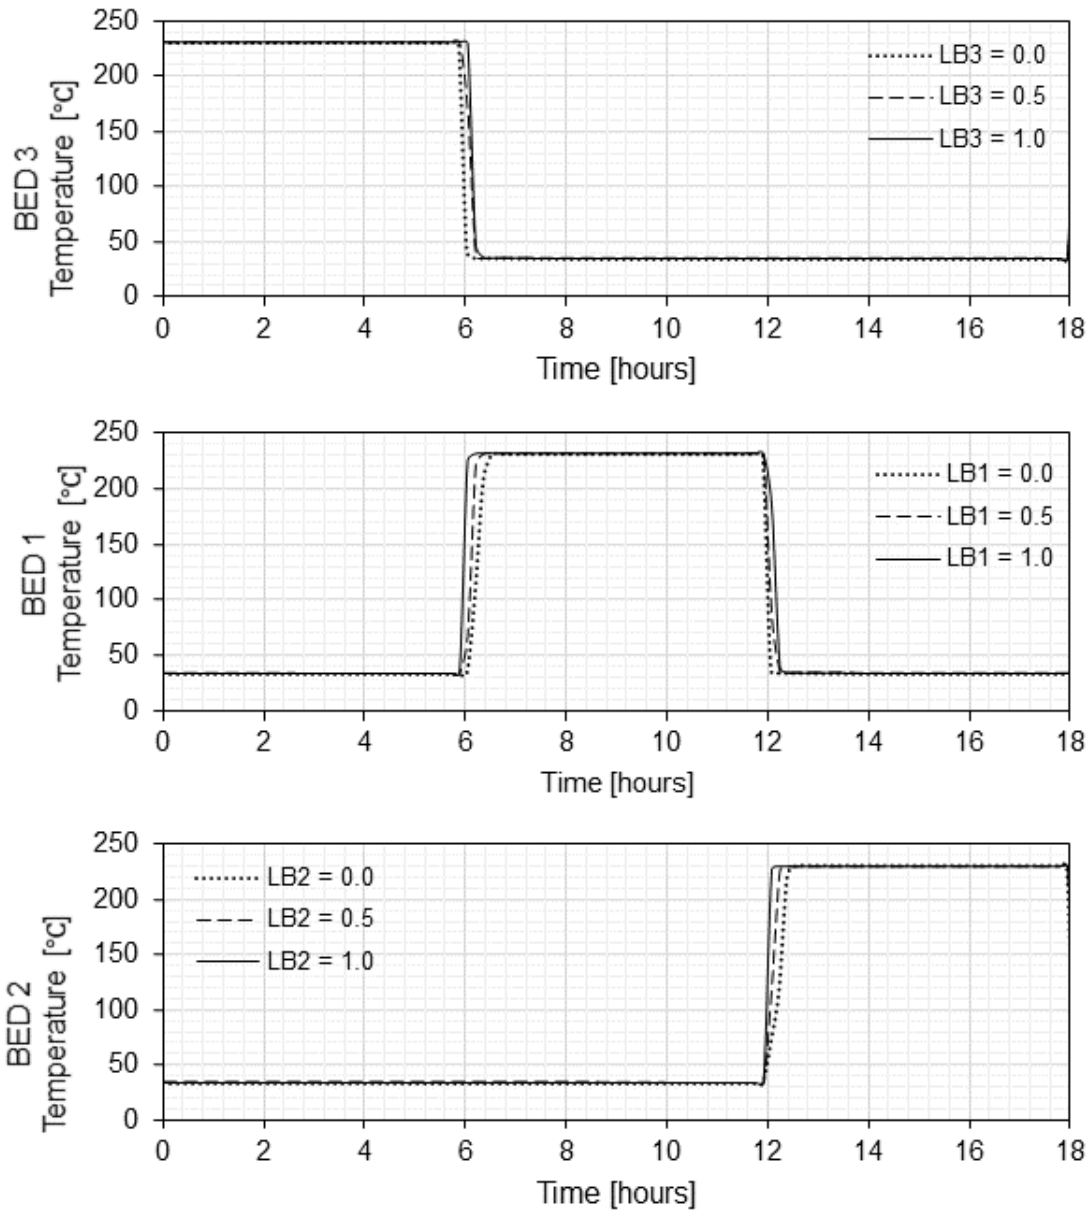 BED 3
Temperature [°C]
250
200
150
100
50
0
LB3 = 0.0
LB3 = 0.5
LB3 = 1.0
0 2 4 6 8 10 12 14 16 18
Time [hours]
BED 1
Temperature [°C]
250
200
150
100
50
0
LB1 = 0.0
LB1 = 0.5
LB1 = 1.0
0 2 4 6 8 10 12 14 16 18
Time [hours]
BED 2
Temperature [°C]
250
200
150
100
50
0
LB2 = 0.0
LB2 = 0.5
LB2 = 1.0
0 2 4 6 8 10 12 14 16 18
Time [hours]